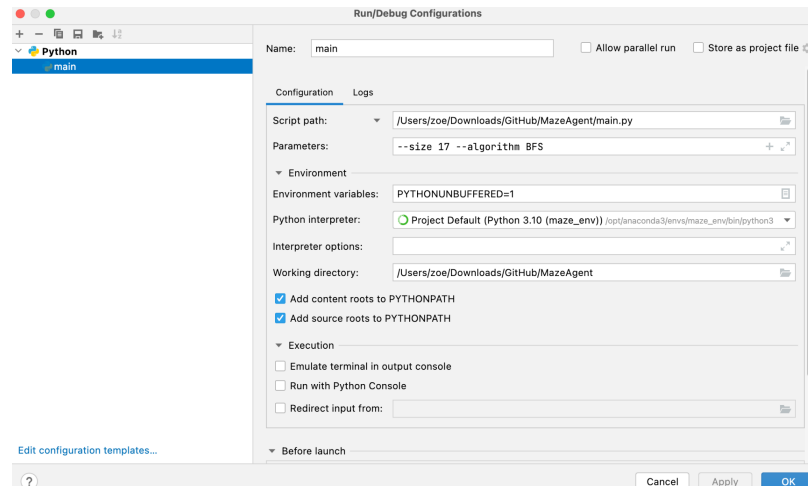 Run/Debug Configurations
Python
main
Edit configuration templates...
?
Name: main
Allow parallel run
Store as project file
Configuration Logs
Script path: /Users/zoe/Downloads/GitHub/MazeAgent/main.py
Parameters: --size 17 --algorithm BFS
Environment
Environment variables: PYTHONUNBUFFERED=1
Python interpreter: Project Default (Python 3.10 (maze_env)) /opt/anaconda3/envs/maze_env/bin/python3
Interpreter options:
Working directory: /Users/zoe/Downloads/GitHub/MazeAgent
Add content roots to PYTHONPATH
Add source roots to PYTHONPATH
Execution
Emulate terminal in output console
Run with Python Console
Redirect input from:
Before launch
Cancel Apply OK